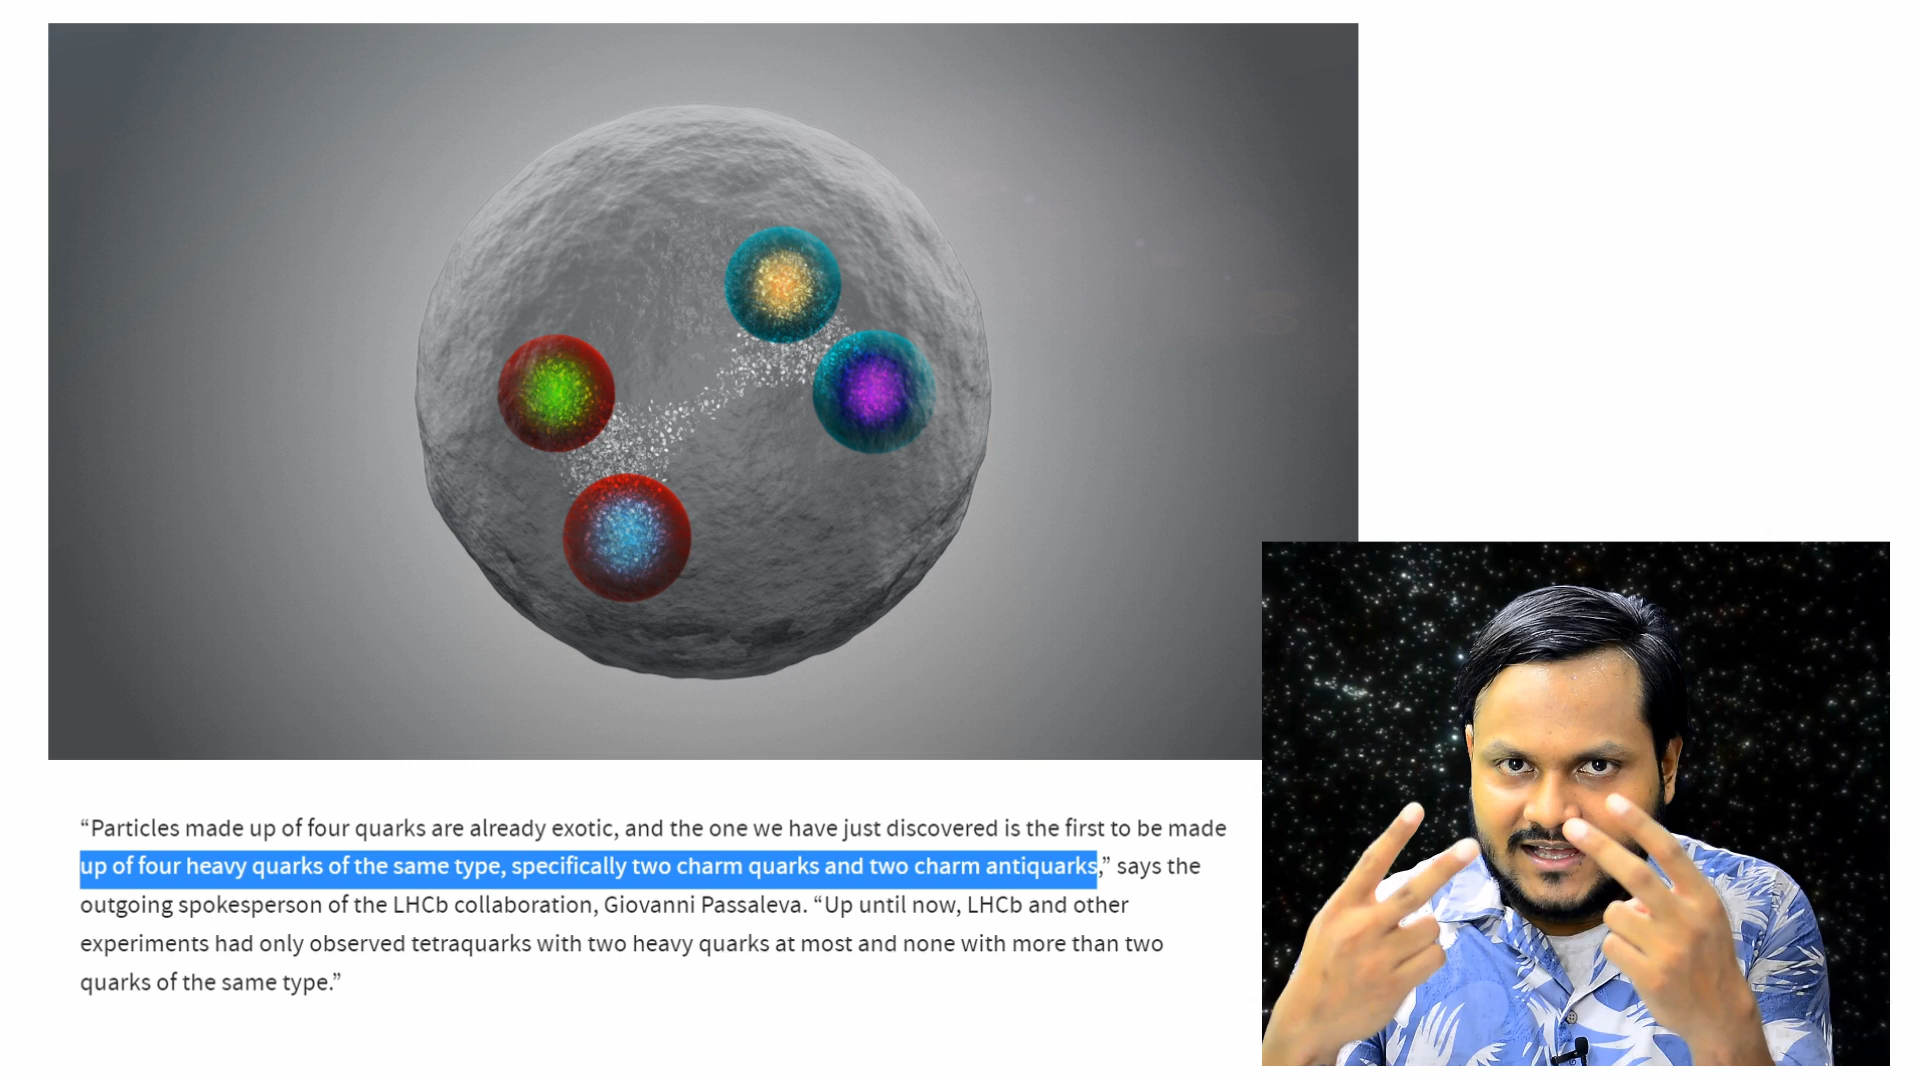 “Particles made up of four quarks are already exotic, and the one we have just discovered is the first to be made
up of four heavy quarks of the same type, specifically two charm quarks and two charm antiquarks,” says the
outgoing spokesperson of the LHCb collaboration, Giovanni Passaleva. “Up until now, LHCb and other
experiments had only observed tetraquarks with two heavy quarks at most and none with more than two
quarks of the same type.”